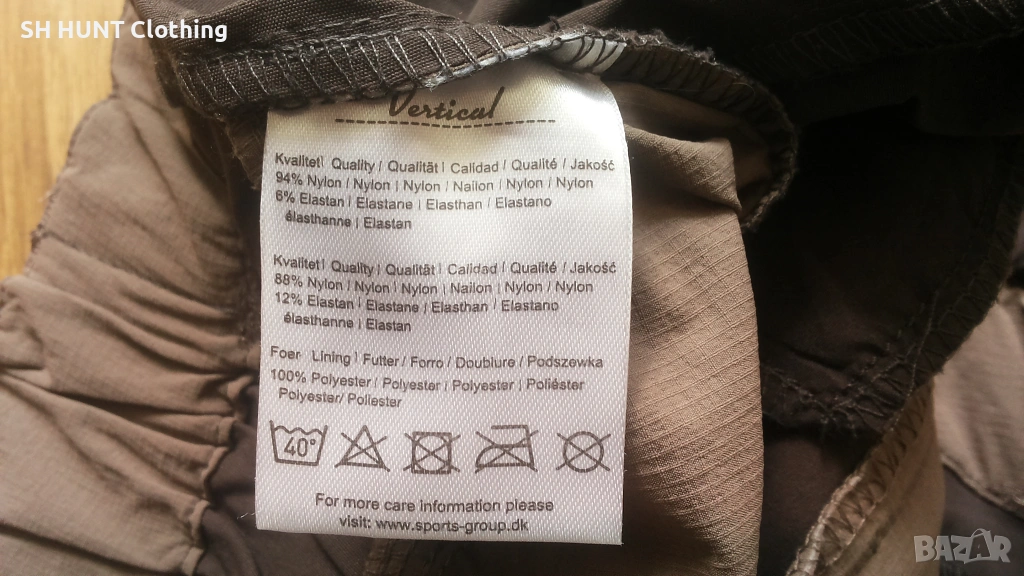 SH HUNT Clothing
Vertical
Kvalitet| Quality / Qualität | Calidad | Qualité / Jakość
94% Nylon / Nylon | Nylon / Nailon | Nylon / Nylon
6% Elastan | Elastane | Elasthan / Elastano
élasthanne | Elastan
Kvalitet| Quality | Qualität | Calidad | Qualité / Jakość
88% Nylon / Nylon | Nylon | Nailon | Nylon / Nylon
12% Elastan | Elastane | Elasthan / Elastano
élasthanne | Elastan
Foer Lining | Futter / Forro / Doublure / Podszewka
100% Polyester / Polyester / Polyester | Poliéster
Polyester/ Poliester
40°
For more care information please
visit: www.sports-group.dk
BAZAR